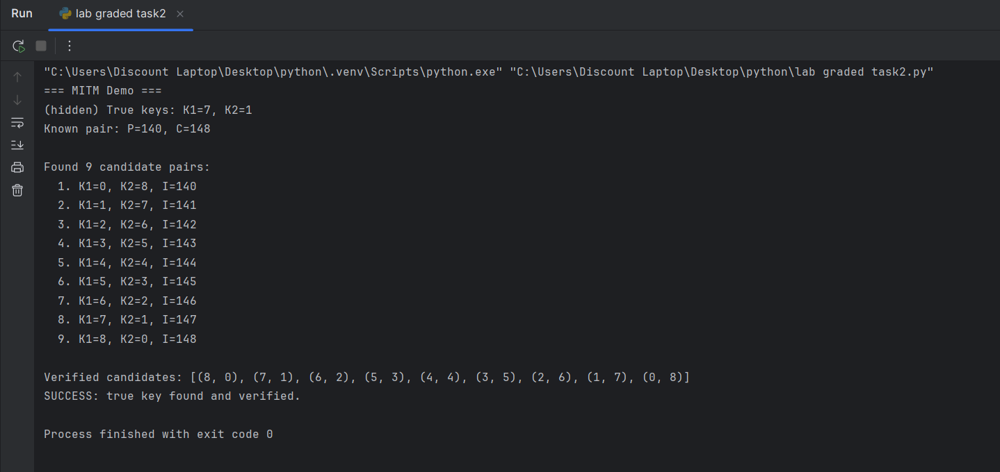 Run
lab graded task2
"C:\Users\Discount Laptop\Desktop\python\.venv\Scripts\python.exe" "C:\Users\Discount Laptop\Desktop\python\lab graded task2.py"
=== MITM Demo ===
(hidden) True keys: K1=7, K2=1
Known pair: P=140, C=148
Found 9 candidate pairs:
1. K1=0, K2=8, I=140
2. K1=1, K2=7, I=141
3. K1=2, K2=6, I=142
4. K1=3, K2=5, I=143
5. K1=4, K2=4, I=144
6. K1=5, K2=3, I=145
7. K1=6, K2=2, I=146
8. K1=7, K2=1, I=147
9. K1=8, K2=0, I=148
Verified candidates: [(8, 0), (7, 1), (6, 2), (5, 3), (4, 4), (3, 5), (2, 6), (1, 7), (0, 8)]
SUCCESS: true key found and verified.
Process finished with exit code 0